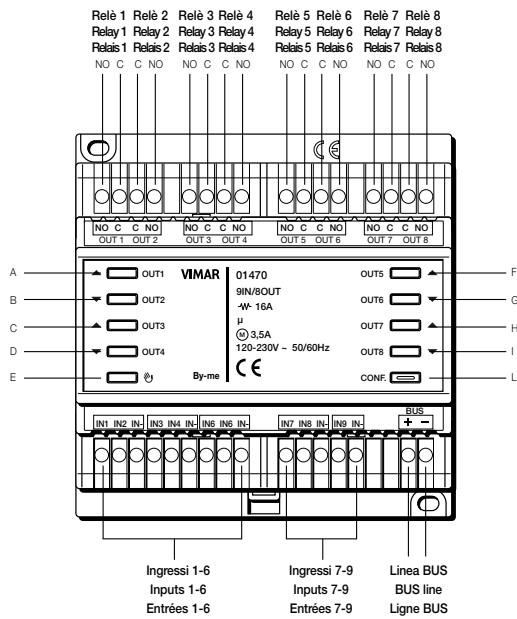 Relè 1 Relè 2 Relè 3 Relè 4 Relè 5 Relè 6 Relè 7 Relè 8
Relay 1 Relay 2 Relay 3 Relay 4 Relay 5 Relay 6 Relay 7 Relay 8
Relais 1 Relais 2 Relais 3 Relais 4 Relais 5 Relais 6 Relais 7 Relais 8
NO C C NO NO C C NO NO C C NO NO C C NO
CE
NO C C NO NO C C NO NO C C NO NO C C NO
OUT 1 OUT 2 OUT 3 OUT 4 OUT 5 OUT 6 OUT 7 OUT 8
A OUT1 VIMAR 01470 OUT5 F
9IN/8OUT
B OUT2 OUT6 G
-W- 16A
µ
C OUT3 OUT7 H
M 3,5A
120-230V ~ 50/60Hz
D OUT4 OUT8 I
E By-me CE CONF. L
BUS
IN1 IN2 IN- IN3 IN4 IN- IN6 IN6 IN- IN7 IN8 IN- IN9 IN- + −
Ingressi 1-6 Ingressi 7-9 Linea BUS
Inputs 1-6 Inputs 7-9 BUS line
Entrées 1-6 Entrées 7-9 Ligne BUS